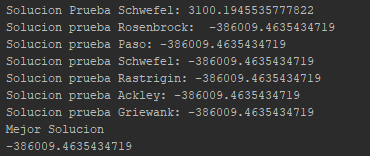 Solucion Prueba Schwefel: 3100.1945535777822
Solucion prueba Rosenbrock:  -386009.4635434719
Solucion prueba Paso: -386009.4635434719
Solucion prueba Schwefel: -386009.4635434719
Solucion prueba Rastrigin: -386009.4635434719
Solucion prueba Ackley: -386009.4635434719
Solucion prueba Griewank: -386009.4635434719
Mejor Solucion
-386009.4635434719